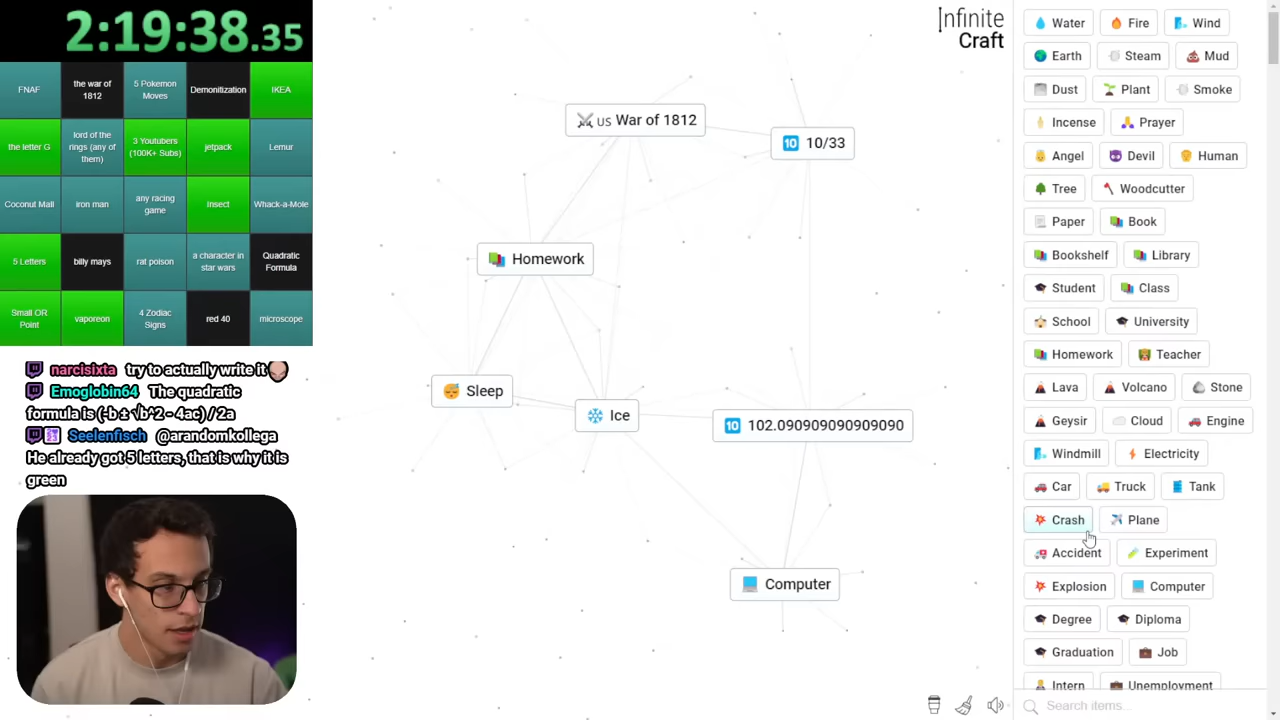 2:19:38.35
FNAF
the war of
1812
5 Pokemon
Moves
Demonitization
IKEA
the letter G
lord of the
rings (any of
them)
3 Youtubers
(100K+ Subs)
jetpack
Lemur
Coconut Mall
iron man
any racing
game
Insect
Whack-a-Mole
5 Letters
billy mays
rat poison
a character in
star wars
Quadratic
Formula
Small OR
Point
vaporeon
4 Zodiac
Signs
red 40
microscope
narcisixta try to actually write it
Emoglobin64 The quadratic
formula is (-b ± √b^2 - 4ac) / 2a
Seelenfisch @arandomkollega
He already got 5 letters, that is why it is
green
Infinite
Craft
US War of 1812
10 10/33
Homework
Sleep
Ice
10 102.090909090909090
Computer
Water
Fire
Wind
Earth
Steam
Mud
Dust
Plant
Smoke
Incense
Prayer
Angel
Devil
Human
Tree
Woodcutter
Paper
Book
Bookshelf
Library
Student
Class
School
University
Homework
Teacher
Lava
Volcano
Stone
Geysir
Cloud
Engine
Windmill
Electricity
Car
Truck
Tank
Crash
Plane
Accident
Experiment
Explosion
Computer
Degree
Diploma
Graduation
Job
Intern
Unemployment
Search items...